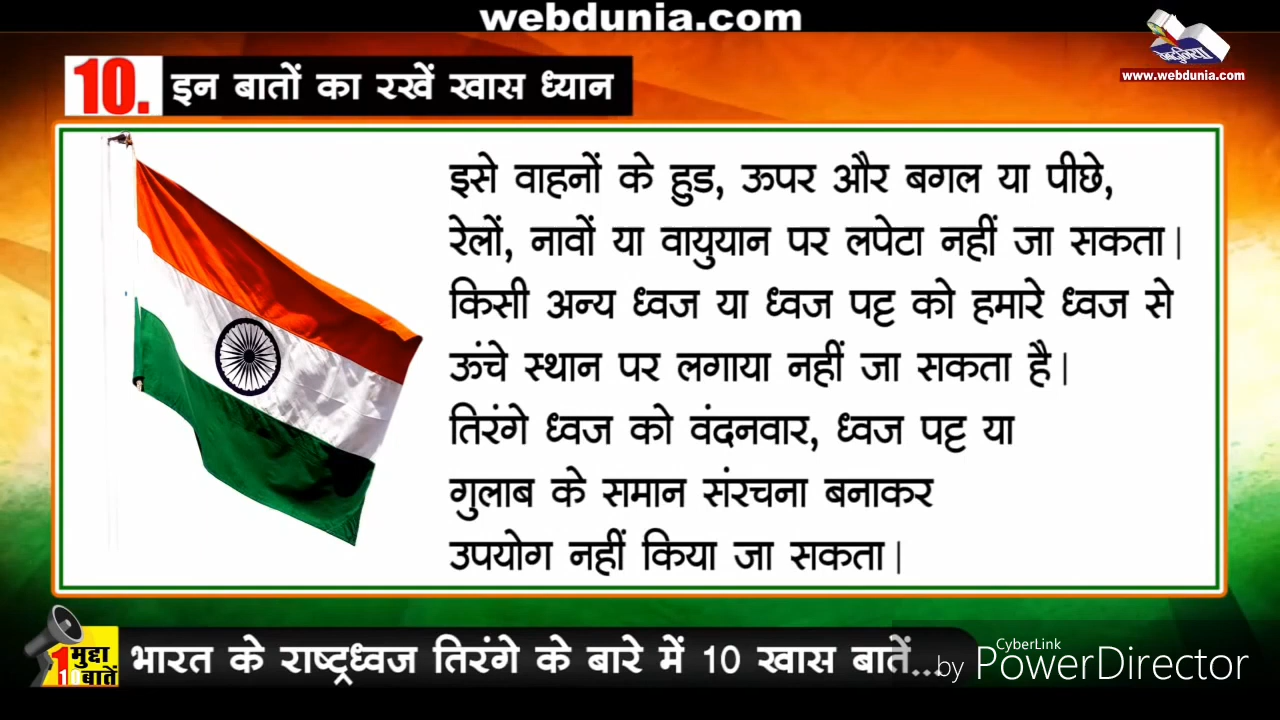 webdunia.com
वेबदुनिया
www.webdunia.com
10. इन बातों का रखें खास ध्यान
इसे वाहनों के हुड, ऊपर और बगल या पीछे,
रेलों, नावों या वायुयान पर लपेटा नहीं जा सकता।
किसी अन्य ध्वज या ध्वज पट्ट को हमारे ध्वज से
ऊंचे स्थान पर लगाया नहीं जा सकता है।
तिरंगे ध्वज को वंदनवार, ध्वज पट्ट या
गुलाब के समान संरचना बनाकर
उपयोग नहीं किया जा सकता।
1 मुद्दा
10 बातें
भारत के राष्ट्रध्वज तिरंगे के बारे में 10 खास बातें...
CyberLink
by PowerDirector